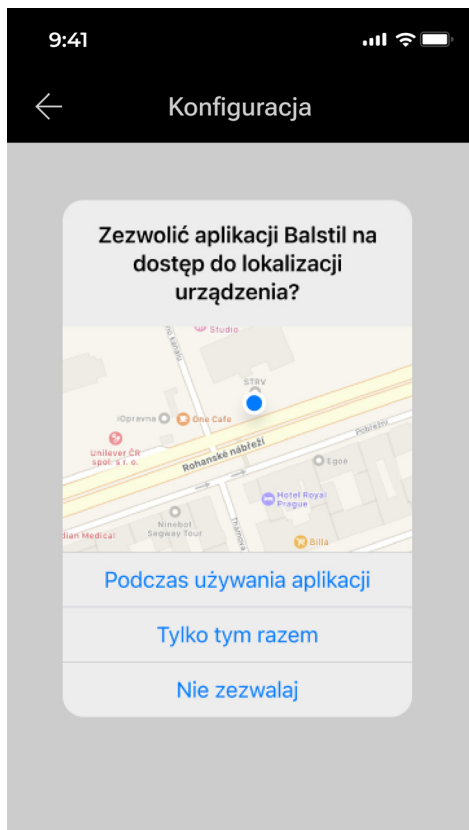 9:41
Konfiguracja
Zezwolić aplikacji Balstil na
dostęp do lokalizacji
urządzenia?
Studio
STRV
iOpravna
One Cafe
Pobřežní
Unilever ČR
spol. s r. o.
Rohanské nábřeží
Egoe
Hotel Royal
Prague
Ninebot
Segway Tour
dian Medical
Thámova
Billa
Podczas używania aplikacji
Tylko tym razem
Nie zezwalaj